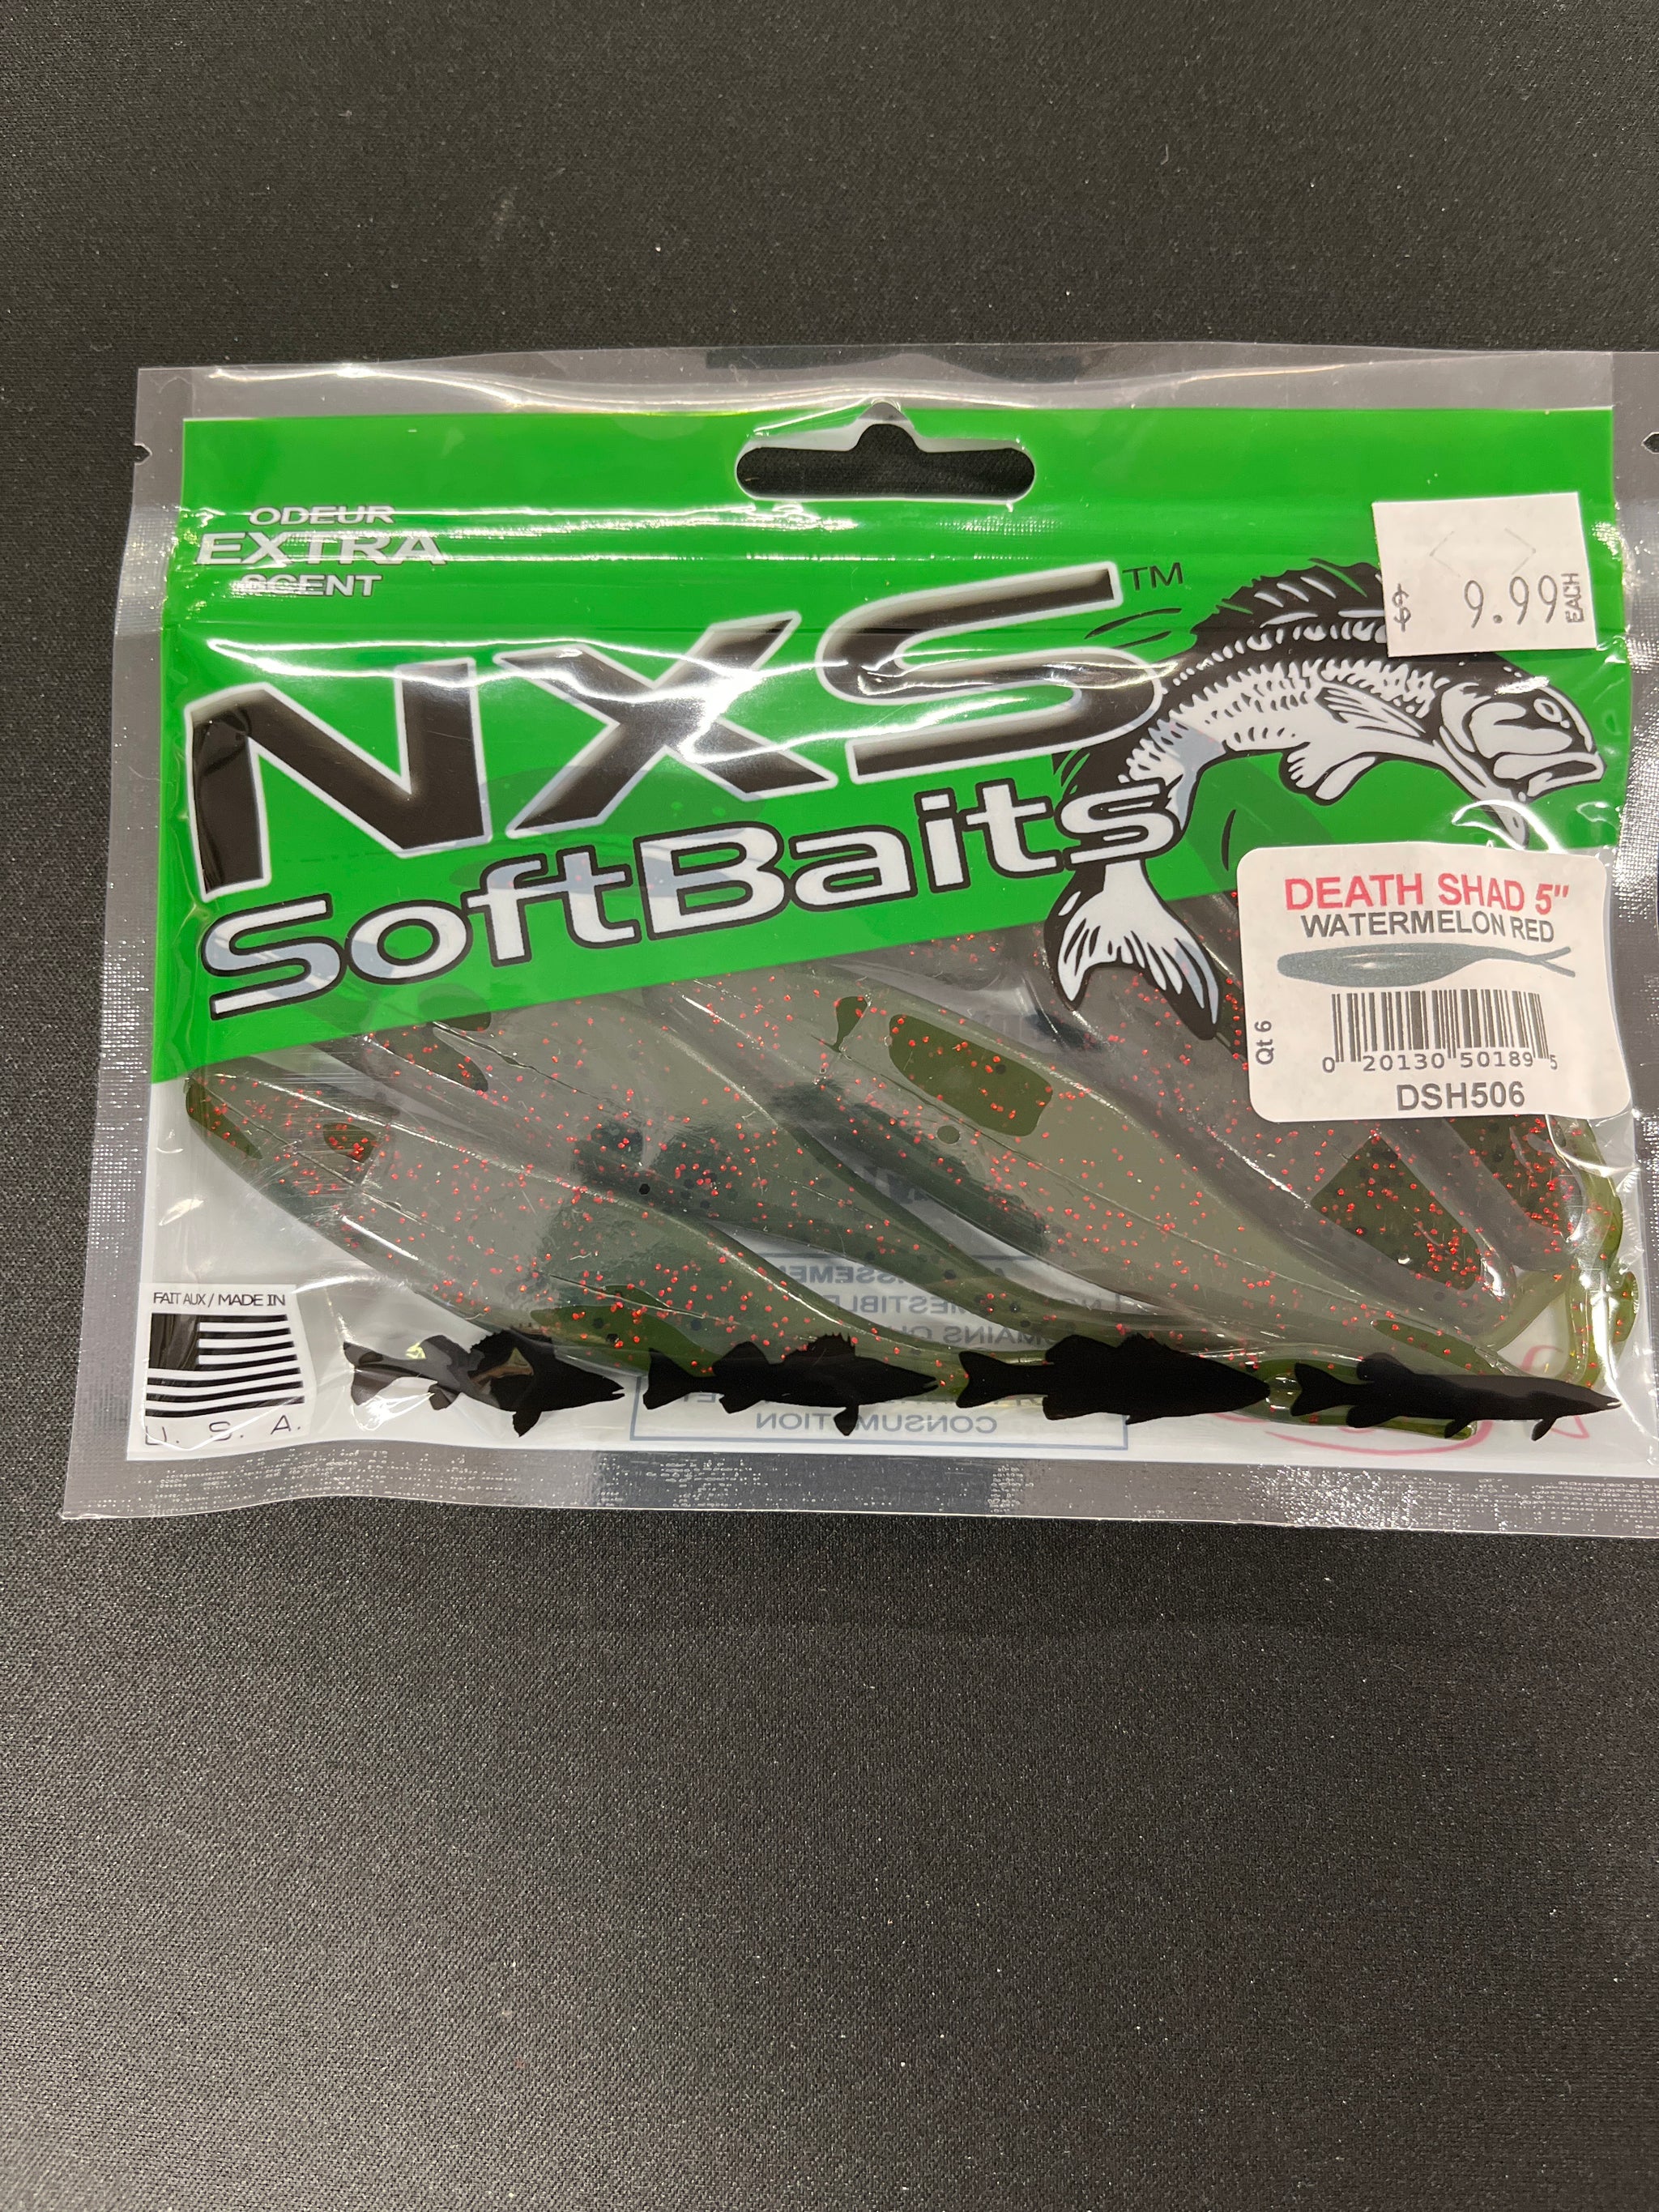 ODEUR
EXTRA
SCENT
$ 9.99 EACH
NXS™
SoftBaits
DEATH SHAD 5"
WATERMELON RED
Qt 6
0 20130 50189 5
DSH506
FAIT AUX / MADE IN
U. S. A.
CONSUMATION